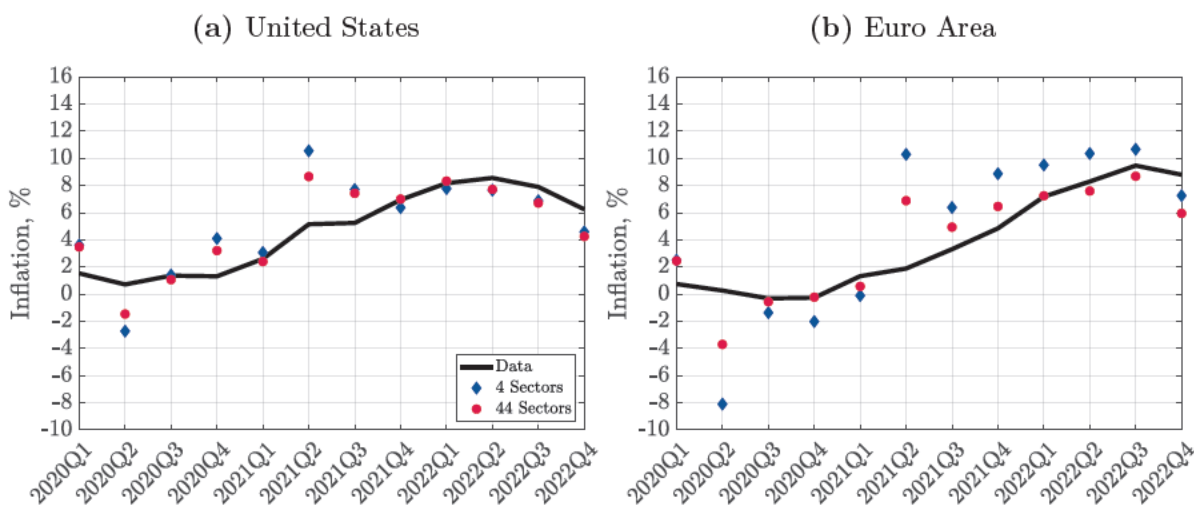 (a) United States
16
14
12
10
8
6
4
2
0
-2
-4
-6
-8
-10
Inflation, %
Data
4 Sectors
44 Sectors
2020Q1
2020Q2
2020Q3
2020Q4
2021Q1
2021Q2
2021Q3
2021Q4
2022Q1
2022Q2
2022Q3
2022Q4
(b) Euro Area
16
14
12
10
8
6
4
2
0
-2
-4
-6
-8
-10
Inflation, %
2020Q1
2020Q2
2020Q3
2020Q4
2021Q1
2021Q2
2021Q3
2021Q4
2022Q1
2022Q2
2022Q3
2022Q4